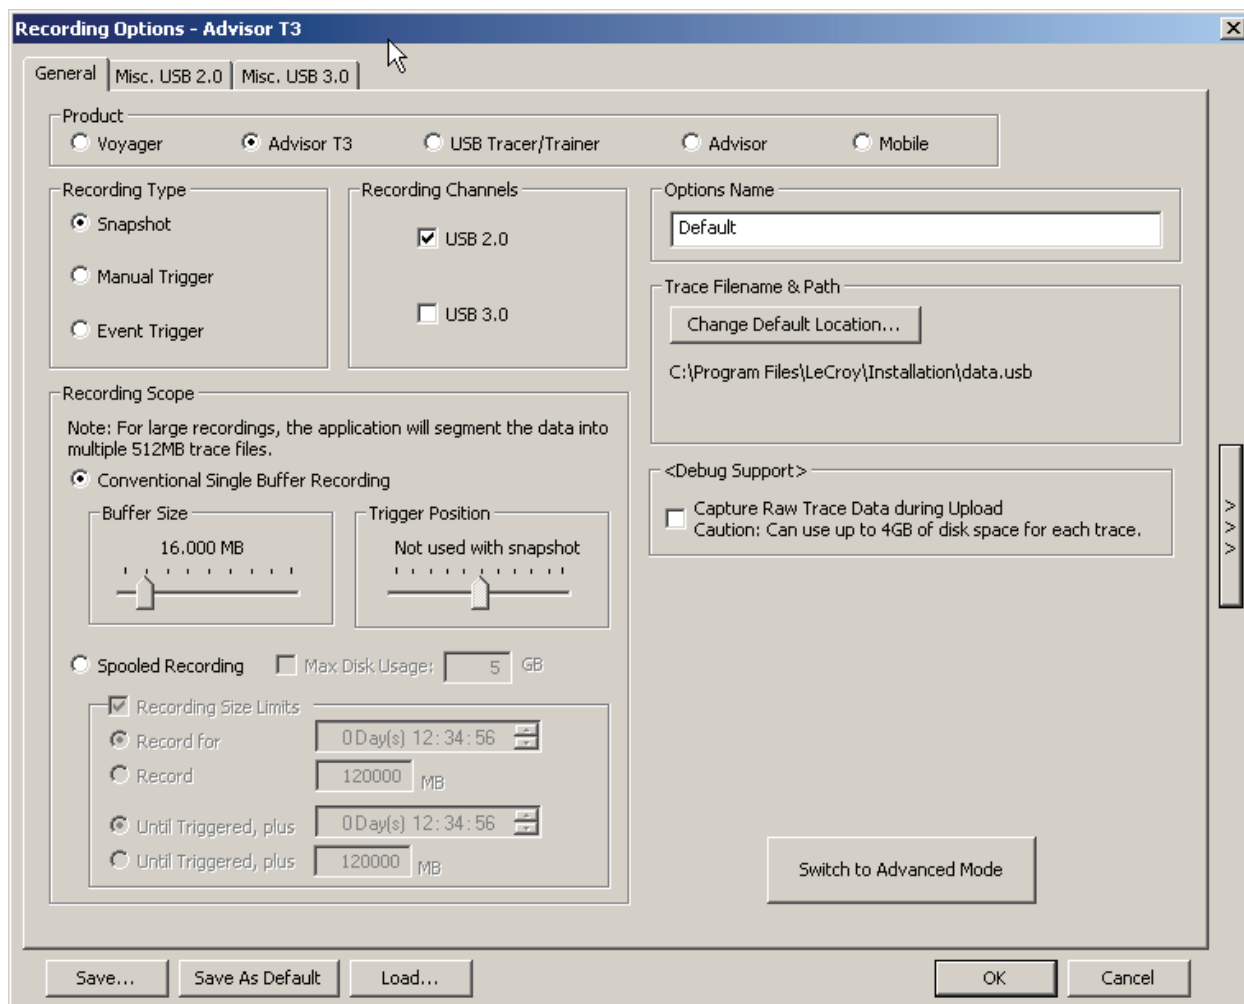 Recording Options - Advisor T3
General
Misc. USB 2.0
Misc. USB 3.0
Product
Voyager
Advisor T3
USB Tracer/Trainer
Advisor
Mobile
Recording Type
Snapshot
Manual Trigger
Event Trigger
Recording Channels
USB 2.0
USB 3.0
Options Name
Default
Trace Filename & Path
Change Default Location...
C:\Program Files\LeCroy\Installation\data.usb
Recording Scope
Note: For large recordings, the application will segment the data into
multiple 512MB trace files.
Conventional Single Buffer Recording
Buffer Size
16.000 MB
Trigger Position
Not used with snapshot
<Debug Support>
Capture Raw Trace Data during Upload
Caution: Can use up to 4GB of disk space for each trace.
>
>
>
Spooled Recording
Max Disk Usage:
5
GB
Recording Size Limits
Record for
0 Day(s) 12: 34: 56
Record
120000
MB
Until Triggered, plus
0 Day(s) 12: 34: 56
Until Triggered, plus
120000
MB
Switch to Advanced Mode
Save...
Save As Default
Load...
OK
Cancel